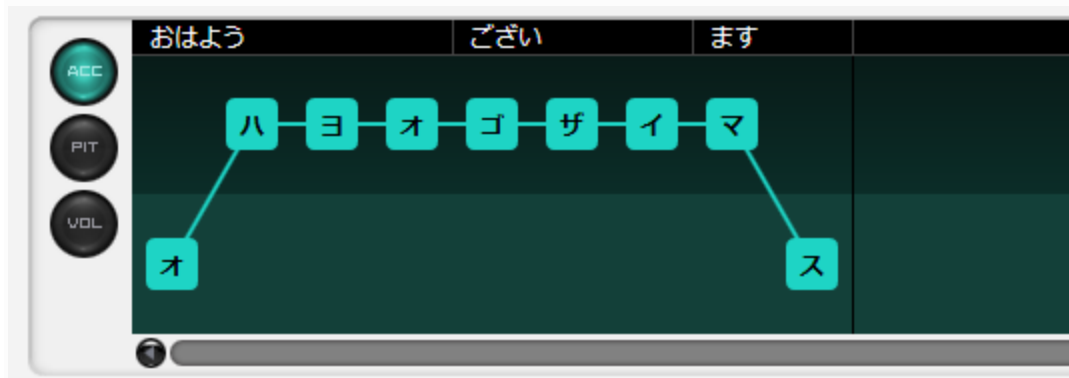 おはよう ござい ます
ACC
ハ ヨ オ ゴ ザ イ マ
PIT
VOL
オ ス